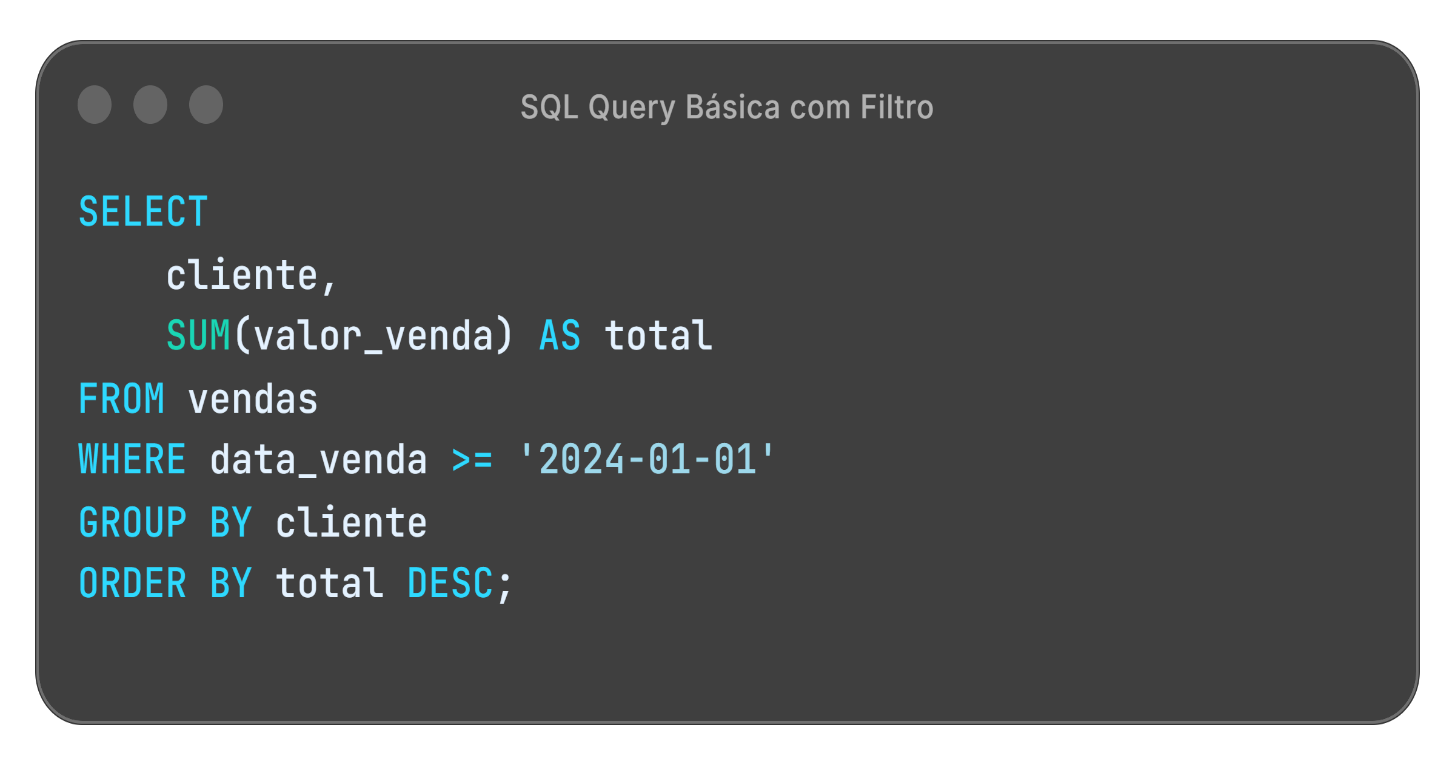 SQL Query Básica com Filtro
SELECT
    cliente,
    SUM(valor_venda) AS total
FROM vendas
WHERE data_venda >= '2024-01-01'
GROUP BY cliente
ORDER BY total DESC;